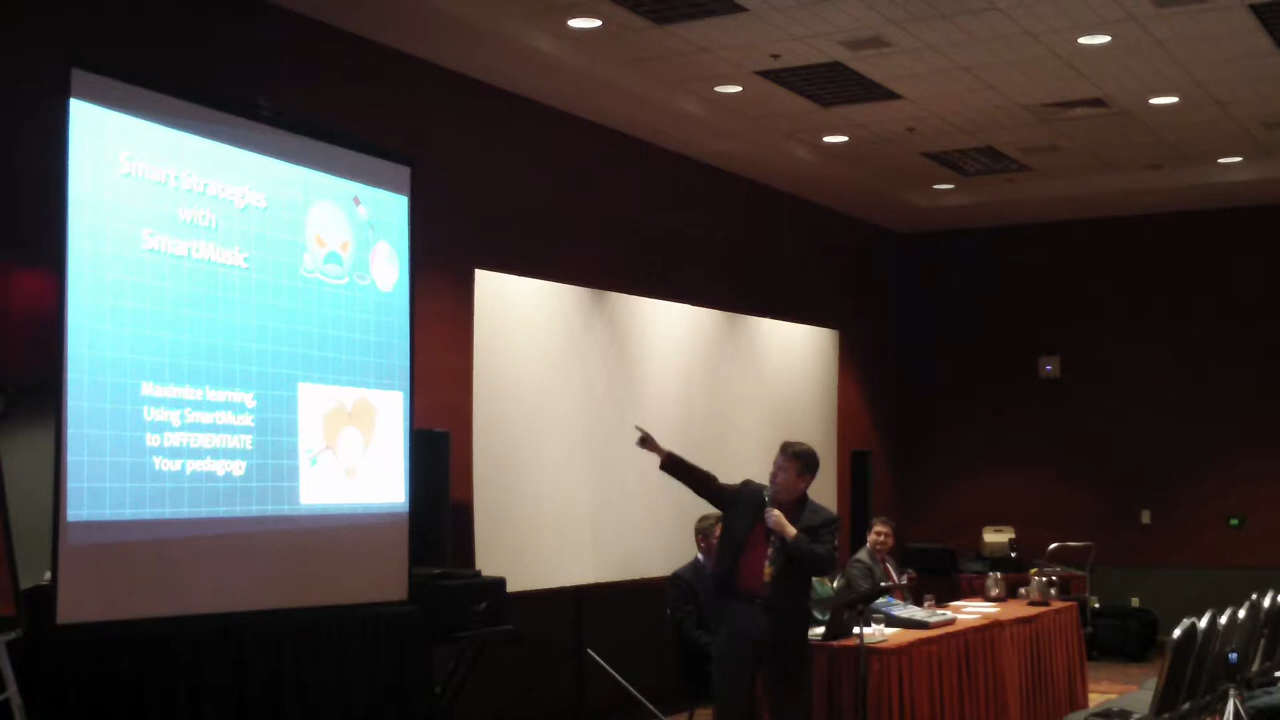 Smart Strategies
with
SmartMusic
Maximize learning,
Using SmartMusic
to DIFFERENTIATE
Your pedagogy